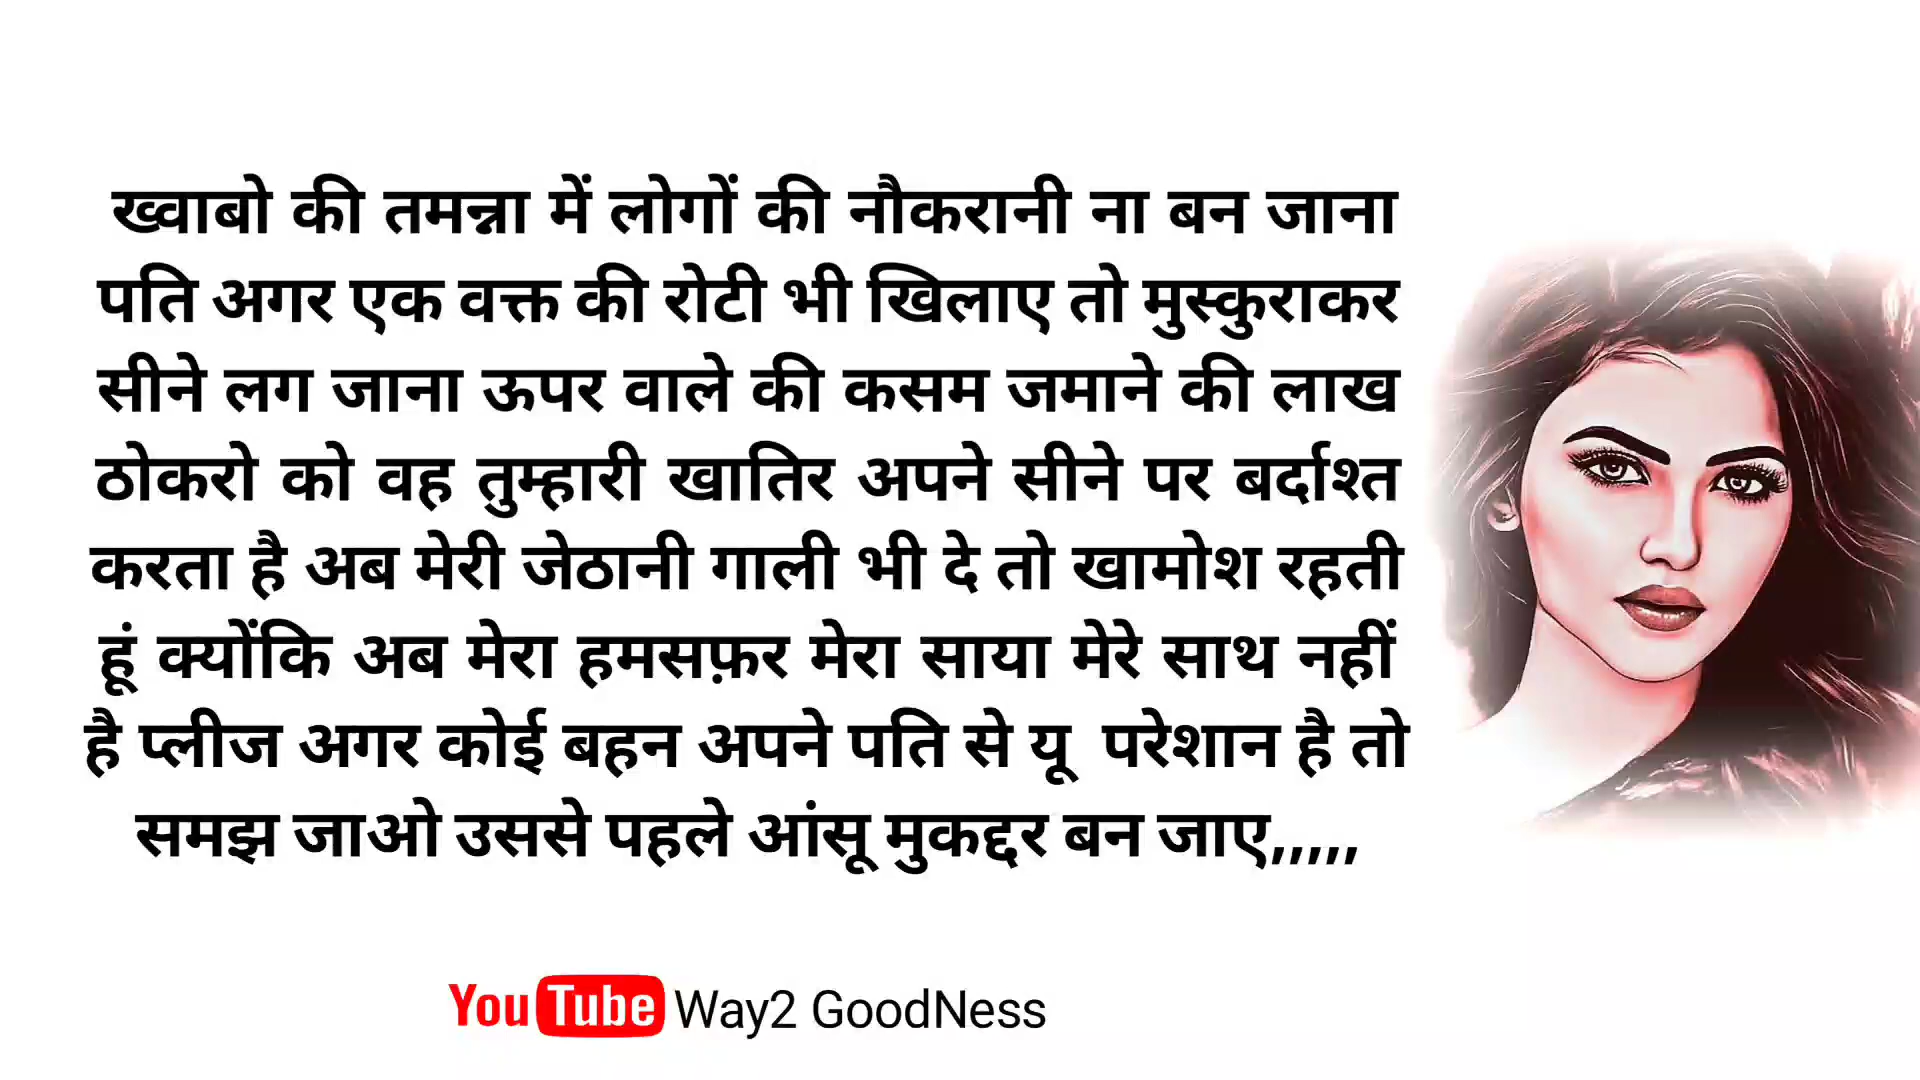 ख्वाबो की तमन्ना में लोगों की नौकरानी ना बन जाना
पति अगर एक वक्त की रोटी भी खिलाए तो मुस्कुराकर
सीने लग जाना ऊपर वाले की कसम जमाने की लाख
ठोकरो को वह तुम्हारी खातिर अपने सीने पर बर्दाश्त
करता है अब मेरी जेठानी गाली भी दे तो खामोश रहती
हूं क्योंकि अब मेरा हमसफ़र मेरा साया मेरे साथ नहीं
है प्लीज अगर कोई बहन अपने पति से यू परेशान है तो
समझ जाओ उससे पहले आंसू मुकद्दर बन जाए,,,,,
YouTube Way2 GoodNess